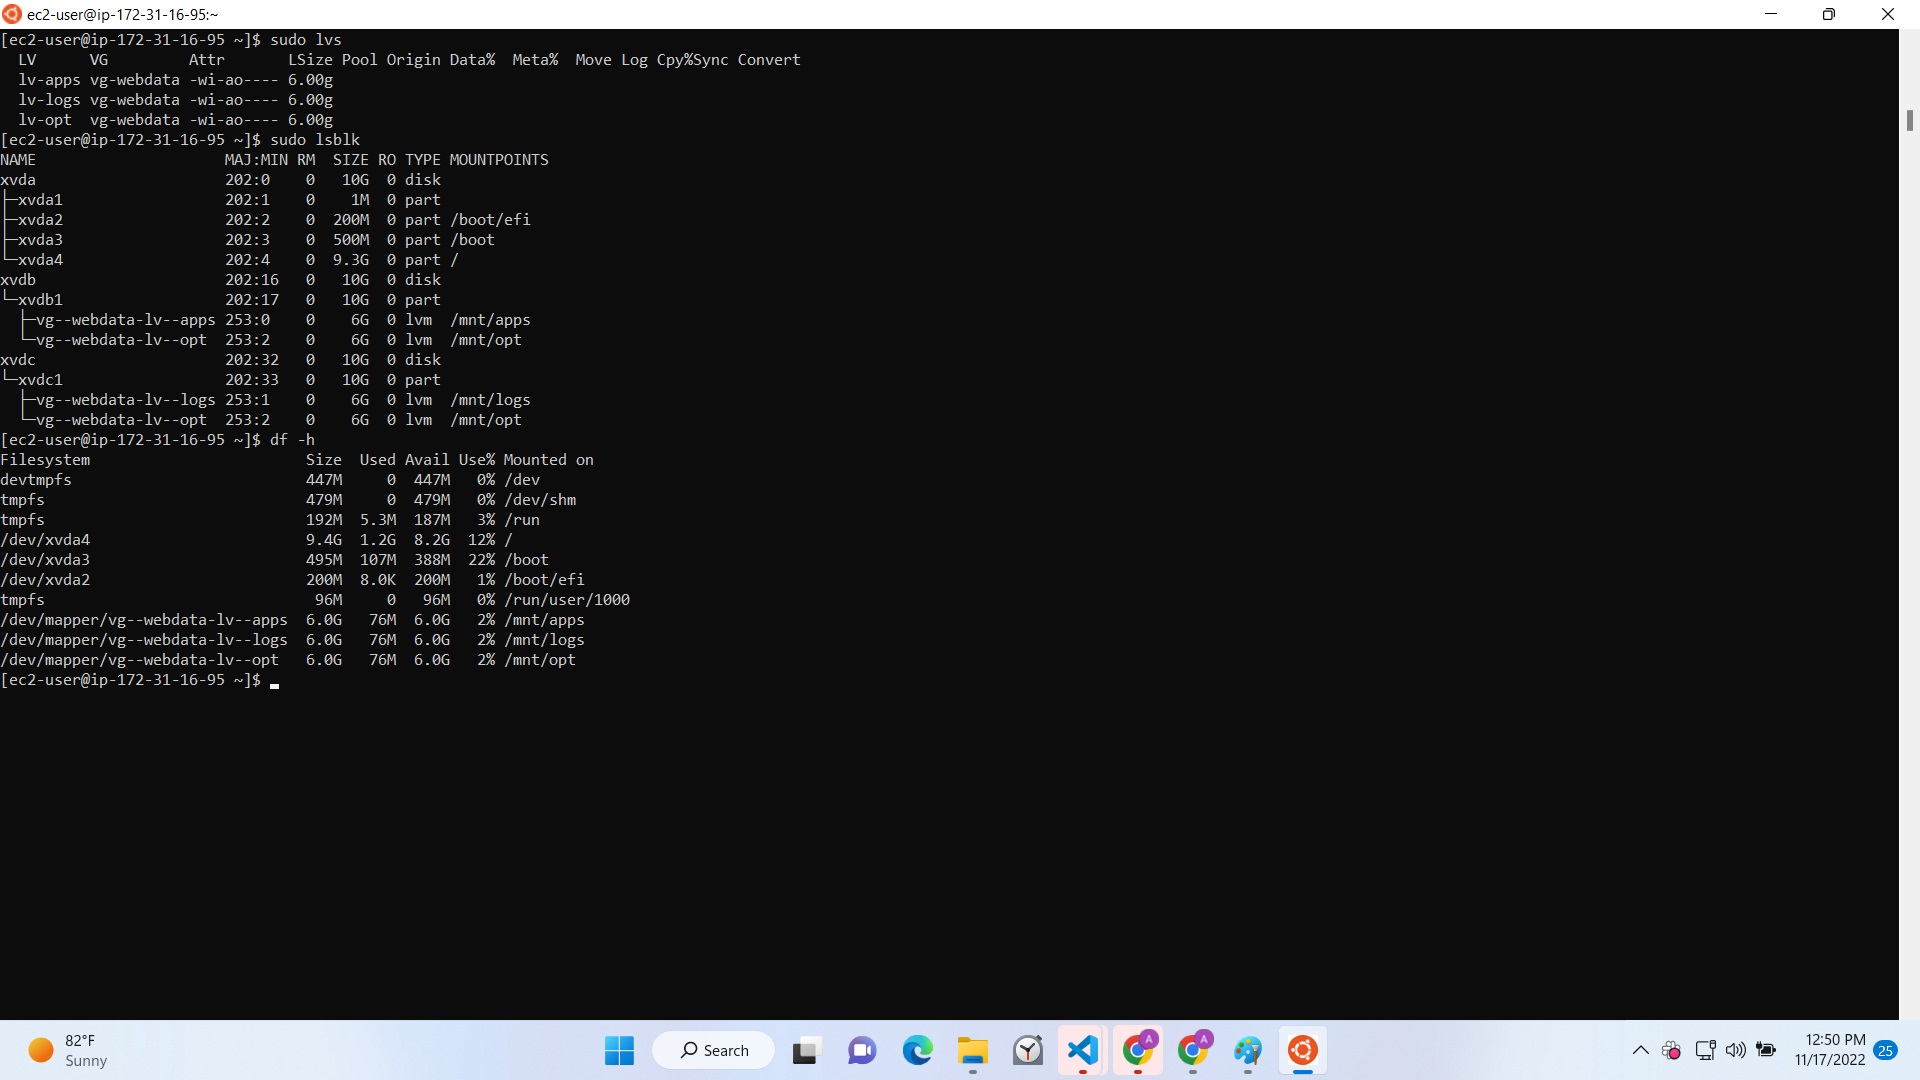 ec2-user@ip-172-31-16-95:~
[ec2-user@ip-172-31-16-95 ~]$ sudo lvs
  LV      VG         Attr       LSize Pool Origin Data%  Meta%  Move Log Cpy%Sync Convert
  lv-apps vg-webdata -wi-ao---- 6.00g
  lv-logs vg-webdata -wi-ao---- 6.00g
  lv-opt  vg-webdata -wi-ao---- 6.00g
[ec2-user@ip-172-31-16-95 ~]$ sudo lsblk
NAME                     MAJ:MIN RM  SIZE RO TYPE MOUNTPOINTS
xvda                     202:0    0   10G  0 disk
├─xvda1                  202:1    0    1M  0 part
├─xvda2                  202:2    0  200M  0 part /boot/efi
├─xvda3                  202:3    0  500M  0 part /boot
└─xvda4                  202:4    0  9.3G  0 part /
xvdb                     202:16   0   10G  0 disk
└─xvdb1                  202:17   0   10G  0 part
  ├─vg--webdata-lv--apps 253:0    0    6G  0 lvm  /mnt/apps
  └─vg--webdata-lv--opt  253:2    0    6G  0 lvm  /mnt/opt
xvdc                     202:32   0   10G  0 disk
└─xvdc1                  202:33   0   10G  0 part
  ├─vg--webdata-lv--logs 253:1    0    6G  0 lvm  /mnt/logs
  └─vg--webdata-lv--opt  253:2    0    6G  0 lvm  /mnt/opt
[ec2-user@ip-172-31-16-95 ~]$ df -h
Filesystem                        Size  Used Avail Use% Mounted on
devtmpfs                          447M     0  447M   0% /dev
tmpfs                             479M     0  479M   0% /dev/shm
tmpfs                             192M  5.3M  187M   3% /run
/dev/xvda4                        9.4G  1.2G  8.2G  12% /
/dev/xvda3                        495M  107M  388M  22% /boot
/dev/xvda2                        200M  8.0K  200M   1% /boot/efi
tmpfs                              96M     0   96M   0% /run/user/1000
/dev/mapper/vg--webdata-lv--apps  6.0G   76M  6.0G   2% /mnt/apps
/dev/mapper/vg--webdata-lv--logs  6.0G   76M  6.0G   2% /mnt/logs
/dev/mapper/vg--webdata-lv--opt   6.0G   76M  6.0G   2% /mnt/opt
[ec2-user@ip-172-31-16-95 ~]$
82°F
Sunny
Search
A
A
12:50 PM
11/17/2022
25